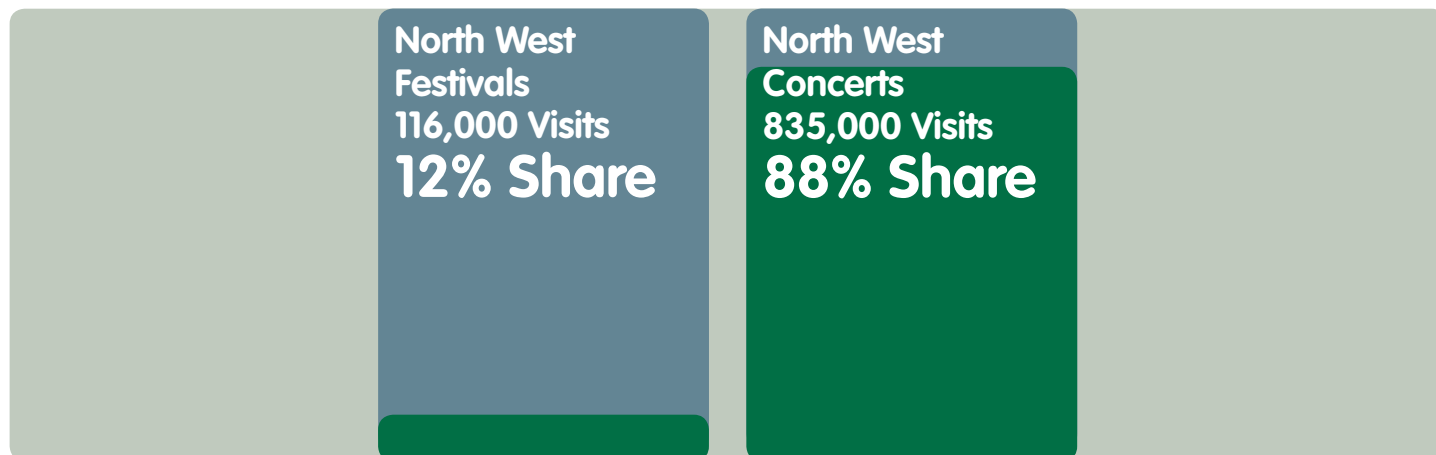 North West
Festivals
116,000 Visits
12% Share
North West
Concerts
835,000 Visits
88% Share